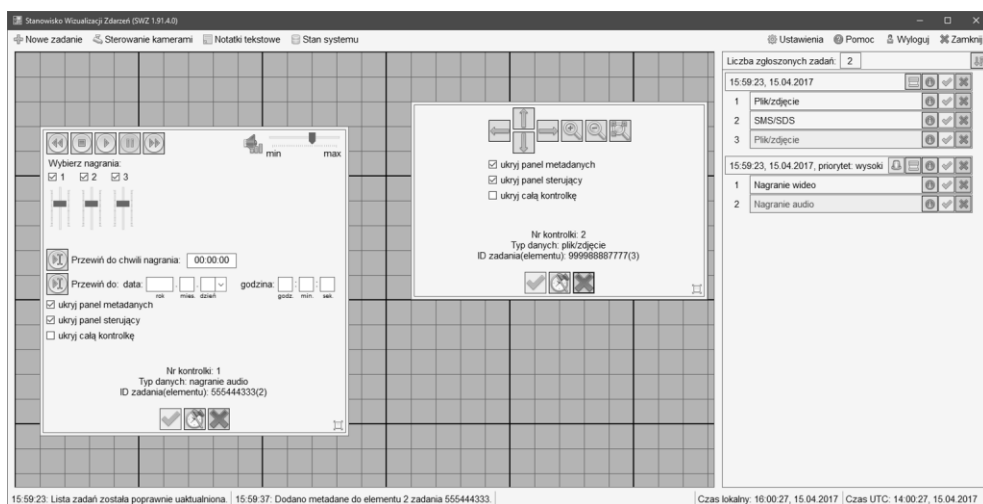 Stanowisko Wizualizacji Zdarzeń (SWZ 1.91.4.0)
Nowe zadanie Sterowanie kamerami Notatki tekstowe Stan systemu Ustawienia Pomoc Wyloguj Zamknij
min max
Wybierz nagrania:
1 2 3
Przewiń do chwili nagrania: 00:00:00
Przewiń do: data: . . godzina: : :
rok mies. dzień godz. min. sek.
ukryj panel metadanych
ukryj panel sterujący
ukryj całą kontrolkę
Nr kontrolki: 1
Typ danych: nagranie audio
ID zadania(elementu): 555444333(2)
ukryj panel metadanych
ukryj panel sterujący
ukryj całą kontrolkę
Nr kontrolki: 2
Typ danych: plik/zdjęcie
ID zadania(elementu): 999988887777(3)
Liczba zgłoszonych zadań: 2
15:59:23, 15.04.2017
1 Plik/zdjęcie
2 SMS/SDS
3 Plik/zdjęcie
15:59:23, 15.04.2017, priorytet: wysoki
1 Nagranie wideo
2 Nagranie audio
15:59:23: Lista zadań została poprawnie uaktualniona. 15:59:37: Dodano metadane do elementu 2 zadania 555444333. Czas lokalny: 16:00:27, 15.04.2017 Czas UTC: 14:00:27, 15.04.2017